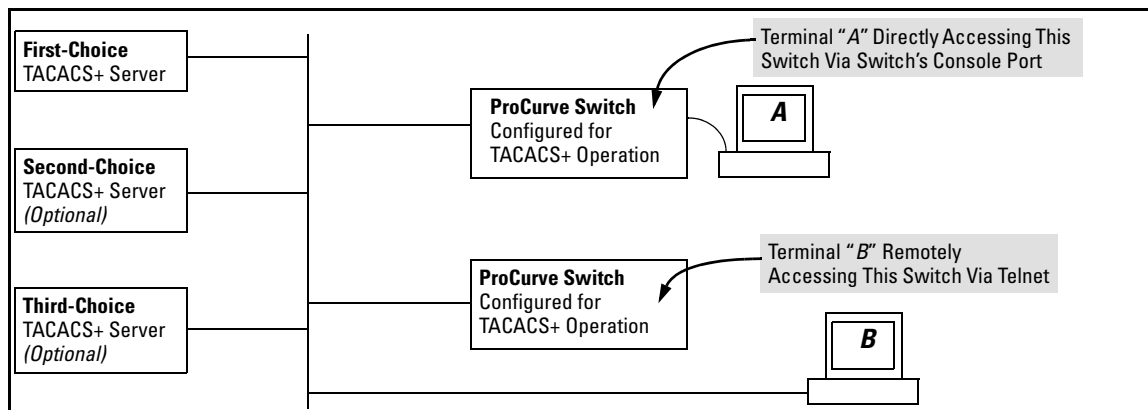 First-Choice
TACACS+ Server
Second-Choice
TACACS+ Server
(Optional)
Third-Choice
TACACS+ Server
(Optional)
ProCurve Switch
Configured for
TACACS+ Operation
Terminal “A” Directly Accessing This
Switch Via Switch’s Console Port
A
ProCurve Switch
Configured for
TACACS+ Operation
Terminal “B” Remotely
Accessing This Switch Via Telnet
B